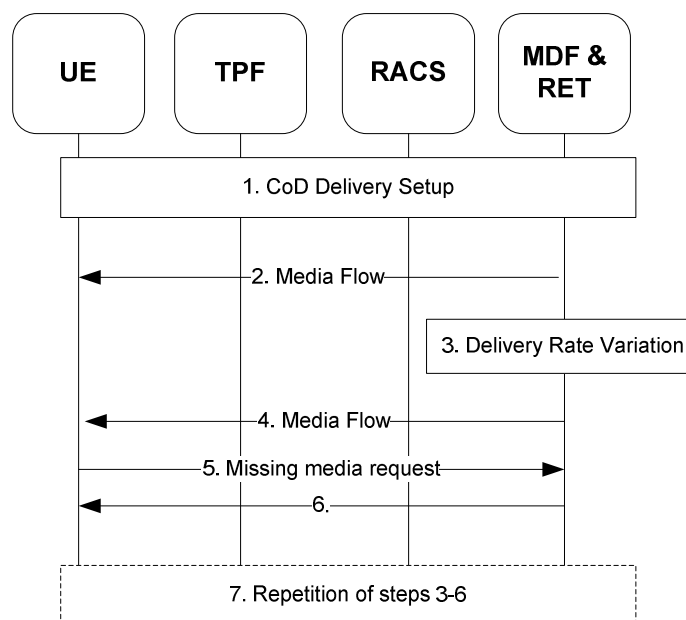 UE
TPF
RACS
MDF &
RET
1. CoD Delivery Setup
2. Media Flow
3. Delivery Rate Variation
4. Media Flow
5. Missing media request
6.
7. Repetition of steps 3-6